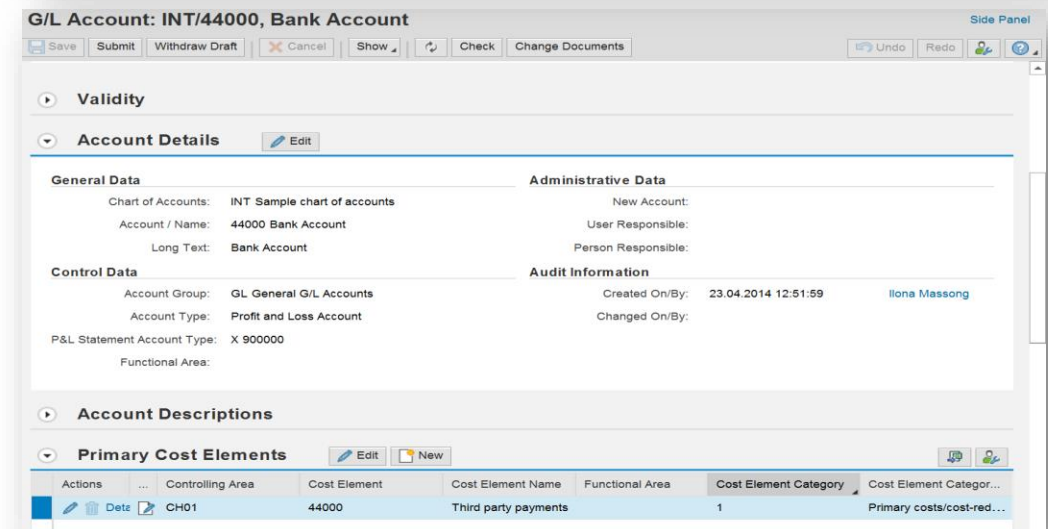 G/L Account: INT/44000, Bank Account Side Panel
Save Submit Withdraw Draft Cancel Show Check Change Documents Undo Redo
Validity
Account Details Edit
General Data Administrative Data
Chart of Accounts: INT Sample chart of accounts New Account:
Account / Name: 44000 Bank Account User Responsible:
Long Text: Bank Account Person Responsible:
Control Data Audit Information
Account Group: GL General G/L Accounts Created On/By: 23.04.2014 12:51:59 Ilona Massong
Account Type: Profit and Loss Account Changed On/By:
P&L Statement Account Type: X 900000
Functional Area:
Account Descriptions
Primary Cost Elements Edit New
Actions ... Controlling Area Cost Element Cost Element Name Functional Area Cost Element Category Cost Element Categor...
Deta CH01 44000 Third party payments 1 Primary costs/cost-red...